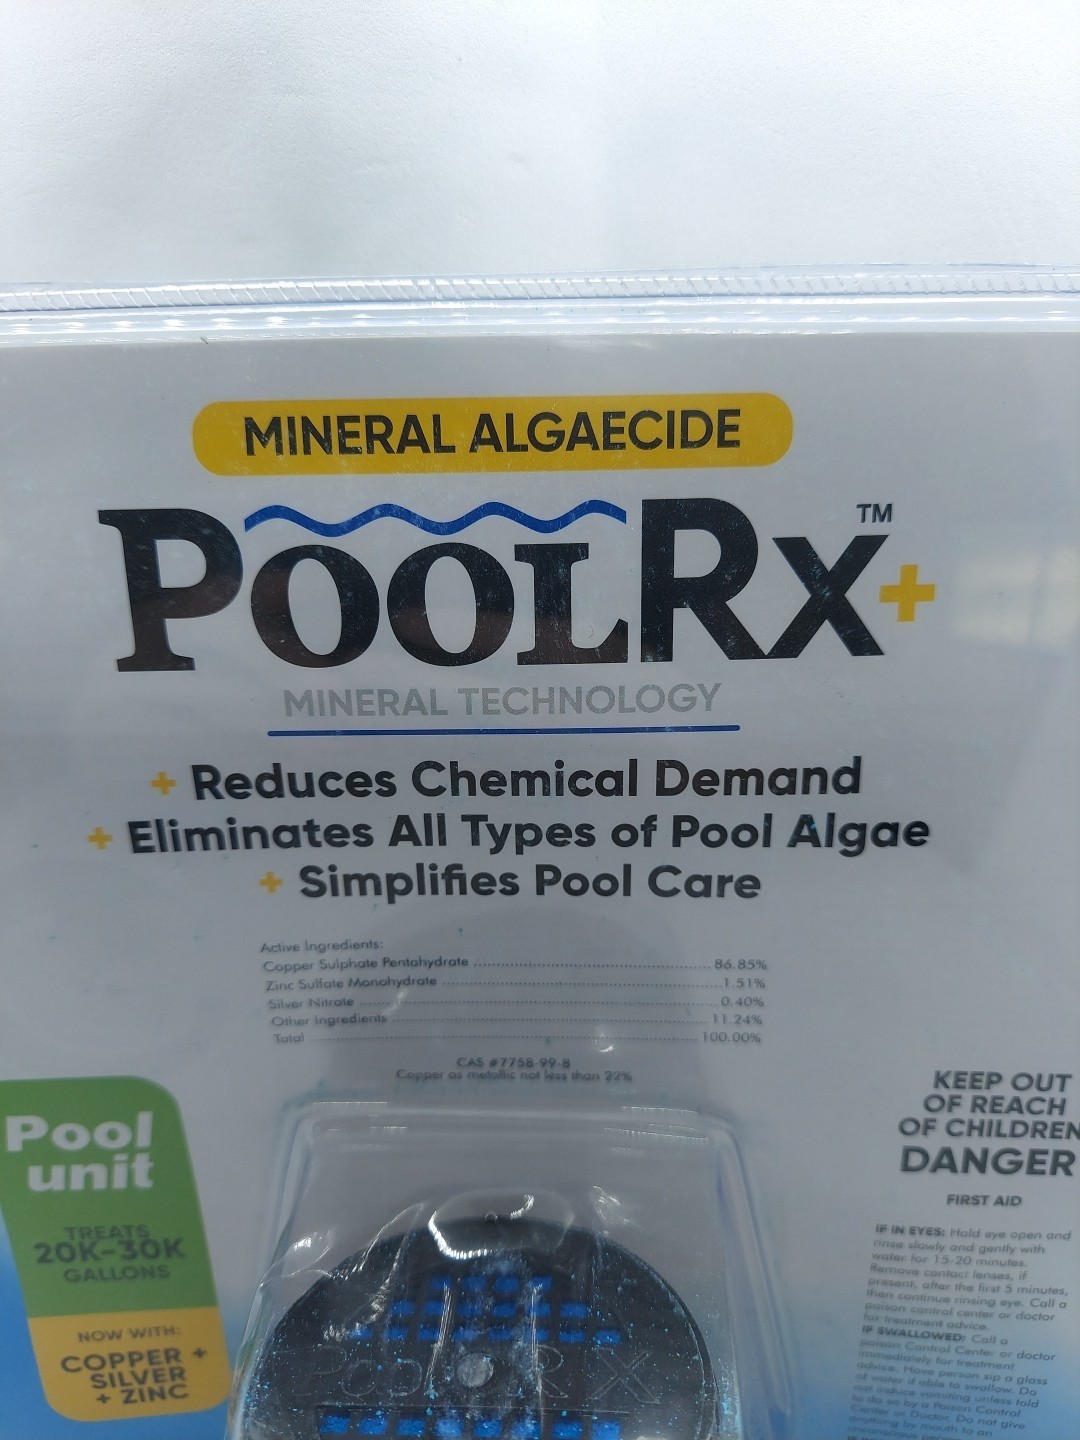 MINERAL ALGAECIDE
POOLRX+™
MINERAL TECHNOLOGY
+ Reduces Chemical Demand
+ Eliminates All Types of Pool Algae
+ Simplifies Pool Care
Active Ingredients:
Copper Sulphate Pentahydrate ........ 86.85%
Zinc Sulfate Monohydrate ........ 1.51%
Silver Nitrate ........ 0.40%
Other Ingredients ........ 11.24%
Total ........ 100.00%
CAS #7758-99-8
Copper as metallic not less than 22%
Pool
unit
TREATS
20K-30K
GALLONS
NOW WITH:
COPPER +
SILVER
+ ZINC
KEEP OUT
OF REACH
OF CHILDREN
DANGER
FIRST AID
IF IN EYES: Hold eye open and
rinse slowly and gently with
water for 15-20 minutes.
Remove contact lenses, if
present, after the first 5 minutes,
then continue rinsing eye. Call a
poison control center or doctor
for treatment advice.
IF SWALLOWED: Call a
poison Control Center or doctor
immediately for treatment
advice. Have person sip a glass
of water if able to swallow. Do
not induce vomiting unless told
to do so by a Poison Control
Center or Doctor. Do not give
anything by mouth to an
unconscious person.
Pool RX